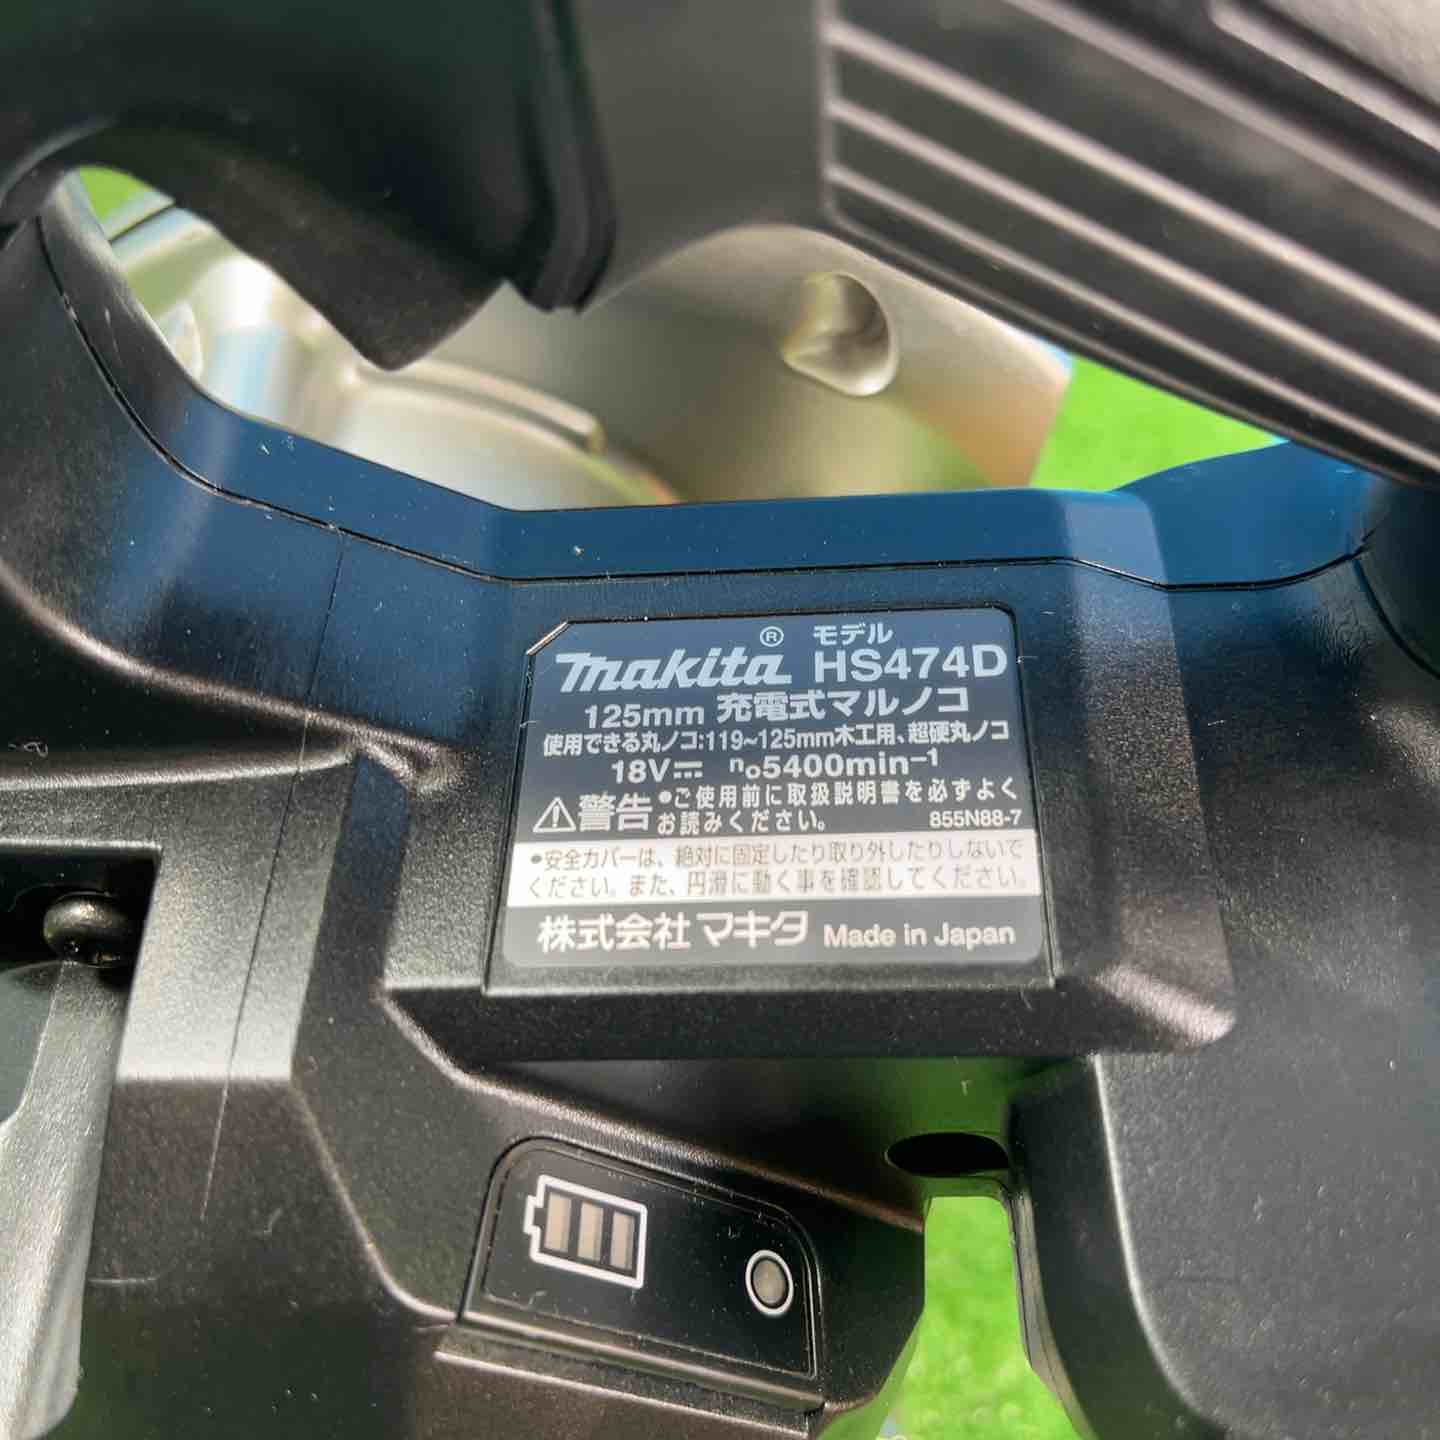 makita® モデル HS474D
125mm 充電式マルノコ
使用できる丸ノコ:119~125mm木工用、超硬丸ノコ
18V⎓ n₀5400min⁻¹
⚠警告 •ご使用前に取扱説明書を必ずよく
お読みください。 855N88-7
•安全カバーは、絶対に固定したり取り外したりしないで
ください。また、円滑に動く事を確認してください。
株式会社マキタ Made in Japan